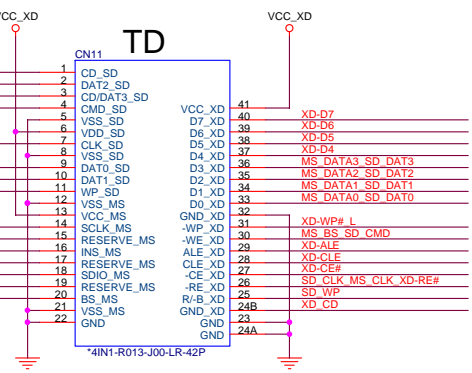 VCC_XD
VCC_XD
TD
CN11
1 CD_SD
2 DAT2_SD
3 CD/DAT3_SD
4 CMD_SD
5 VSS_SD
6 VDD_SD
7 CLK_SD
8 VSS_SD
9 DAT0_SD
10 DAT1_SD
11 WP_SD
12 VSS_MS
13 VCC_MS
14 SCLK_MS
15 RESERVE_MS
16 INS_MS
17 RESERVE_MS
18 SDIO_MS
19 RESERVE_MS
20 BS_MS
21 VSS_MS
22 GND
VCC_XD 41
D7_XD 40 XD-D7
D6_XD 39 XD-D6
D5_XD 38 XD-D5
D4_XD 37 XD-D4
D3_XD 36 MS_DATA3_SD_DAT3
D2_XD 35 MS_DATA2_SD_DAT2
D1_XD 34 MS_DATA1_SD_DAT1
D0_XD 33 MS_DATA0_SD_DAT0
GND_XD 32
-WP_XD 31 XD-WP#_L
-WE_XD 30 MS_BS_SD_CMD
ALE_XD 29 XD-ALE
CLE_XD 28 XD-CLE
-CE_XD 27 XD-CE#
-RE_XD 26 SD_CLK_MS_CLK_XD-RE#
R/-B_XD 25 SD_WP
GND_XD 24B XD_CD
GND 23
GND 24A
*4IN1-R013-J00-LR-42P